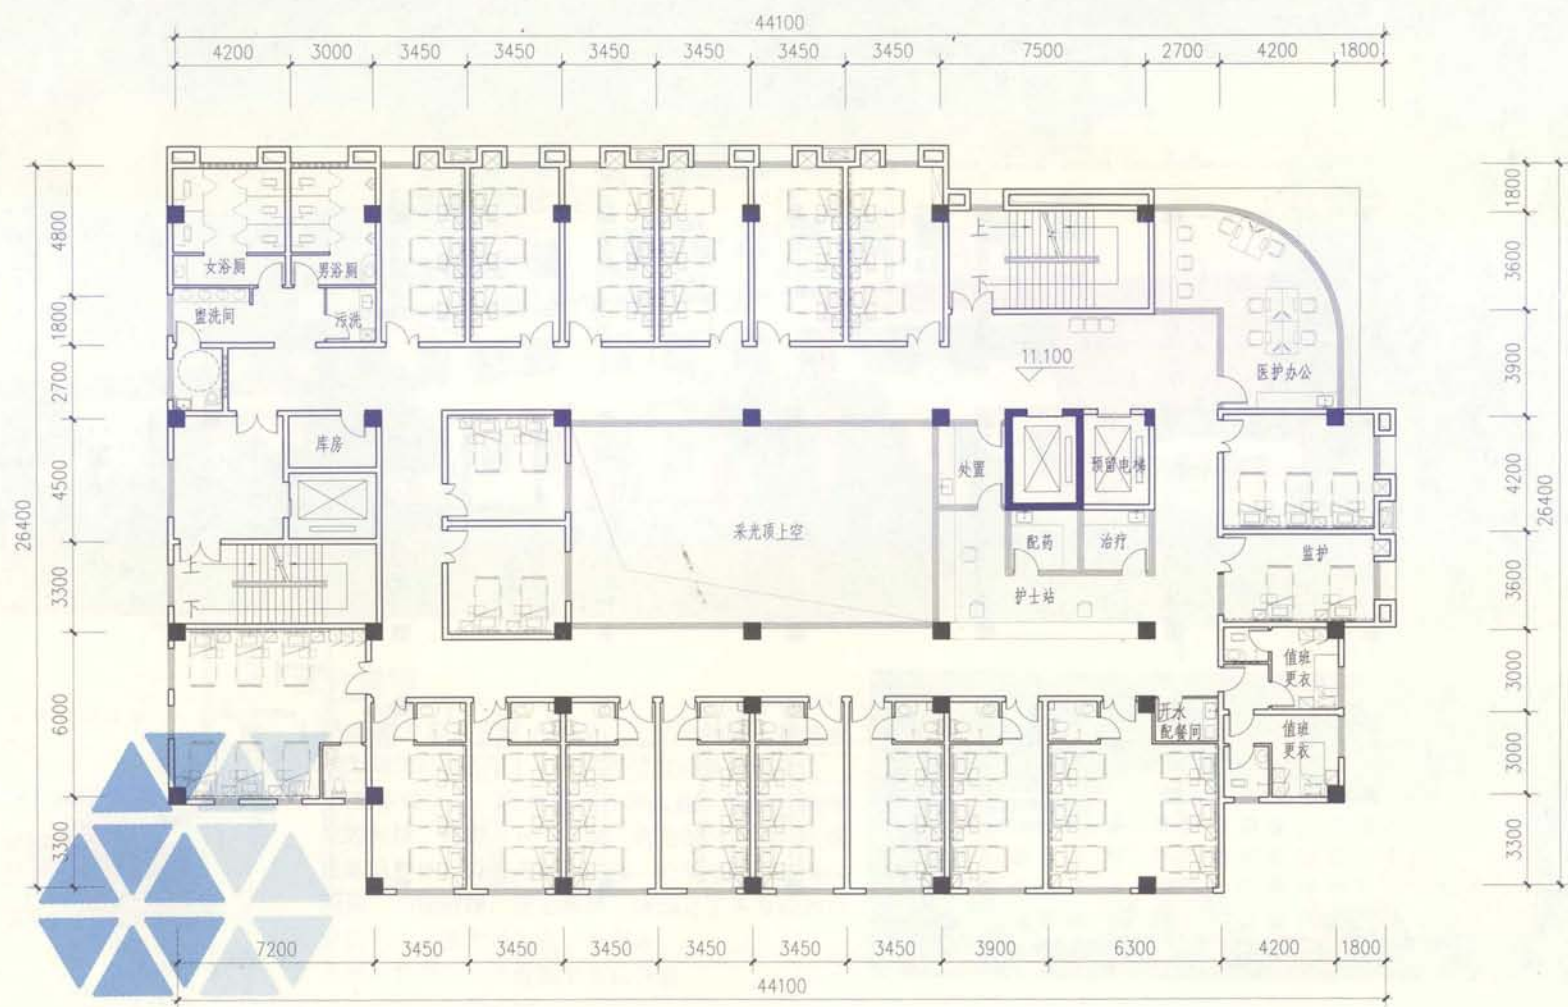 44100
4200 3000 3450 3450 3450 3450 3450 3450 7500 2700 4200 1800
26400
4800
1800
2700
4500
3300
6000
3300
女浴厕
男浴厕
盥洗间
污洗
上
下
11.100
医护办公
库房
处置
预留电梯
采光顶上空
配药
治疗
监护
护士站
上
下
值班
更衣
开水
配餐间
值班
更衣
1800
3600
3900
4200
3600
3000
3000
3300
26400
7200 3450 3450 3450 3450 3450 3450 3900 6300 4200 1800
44100